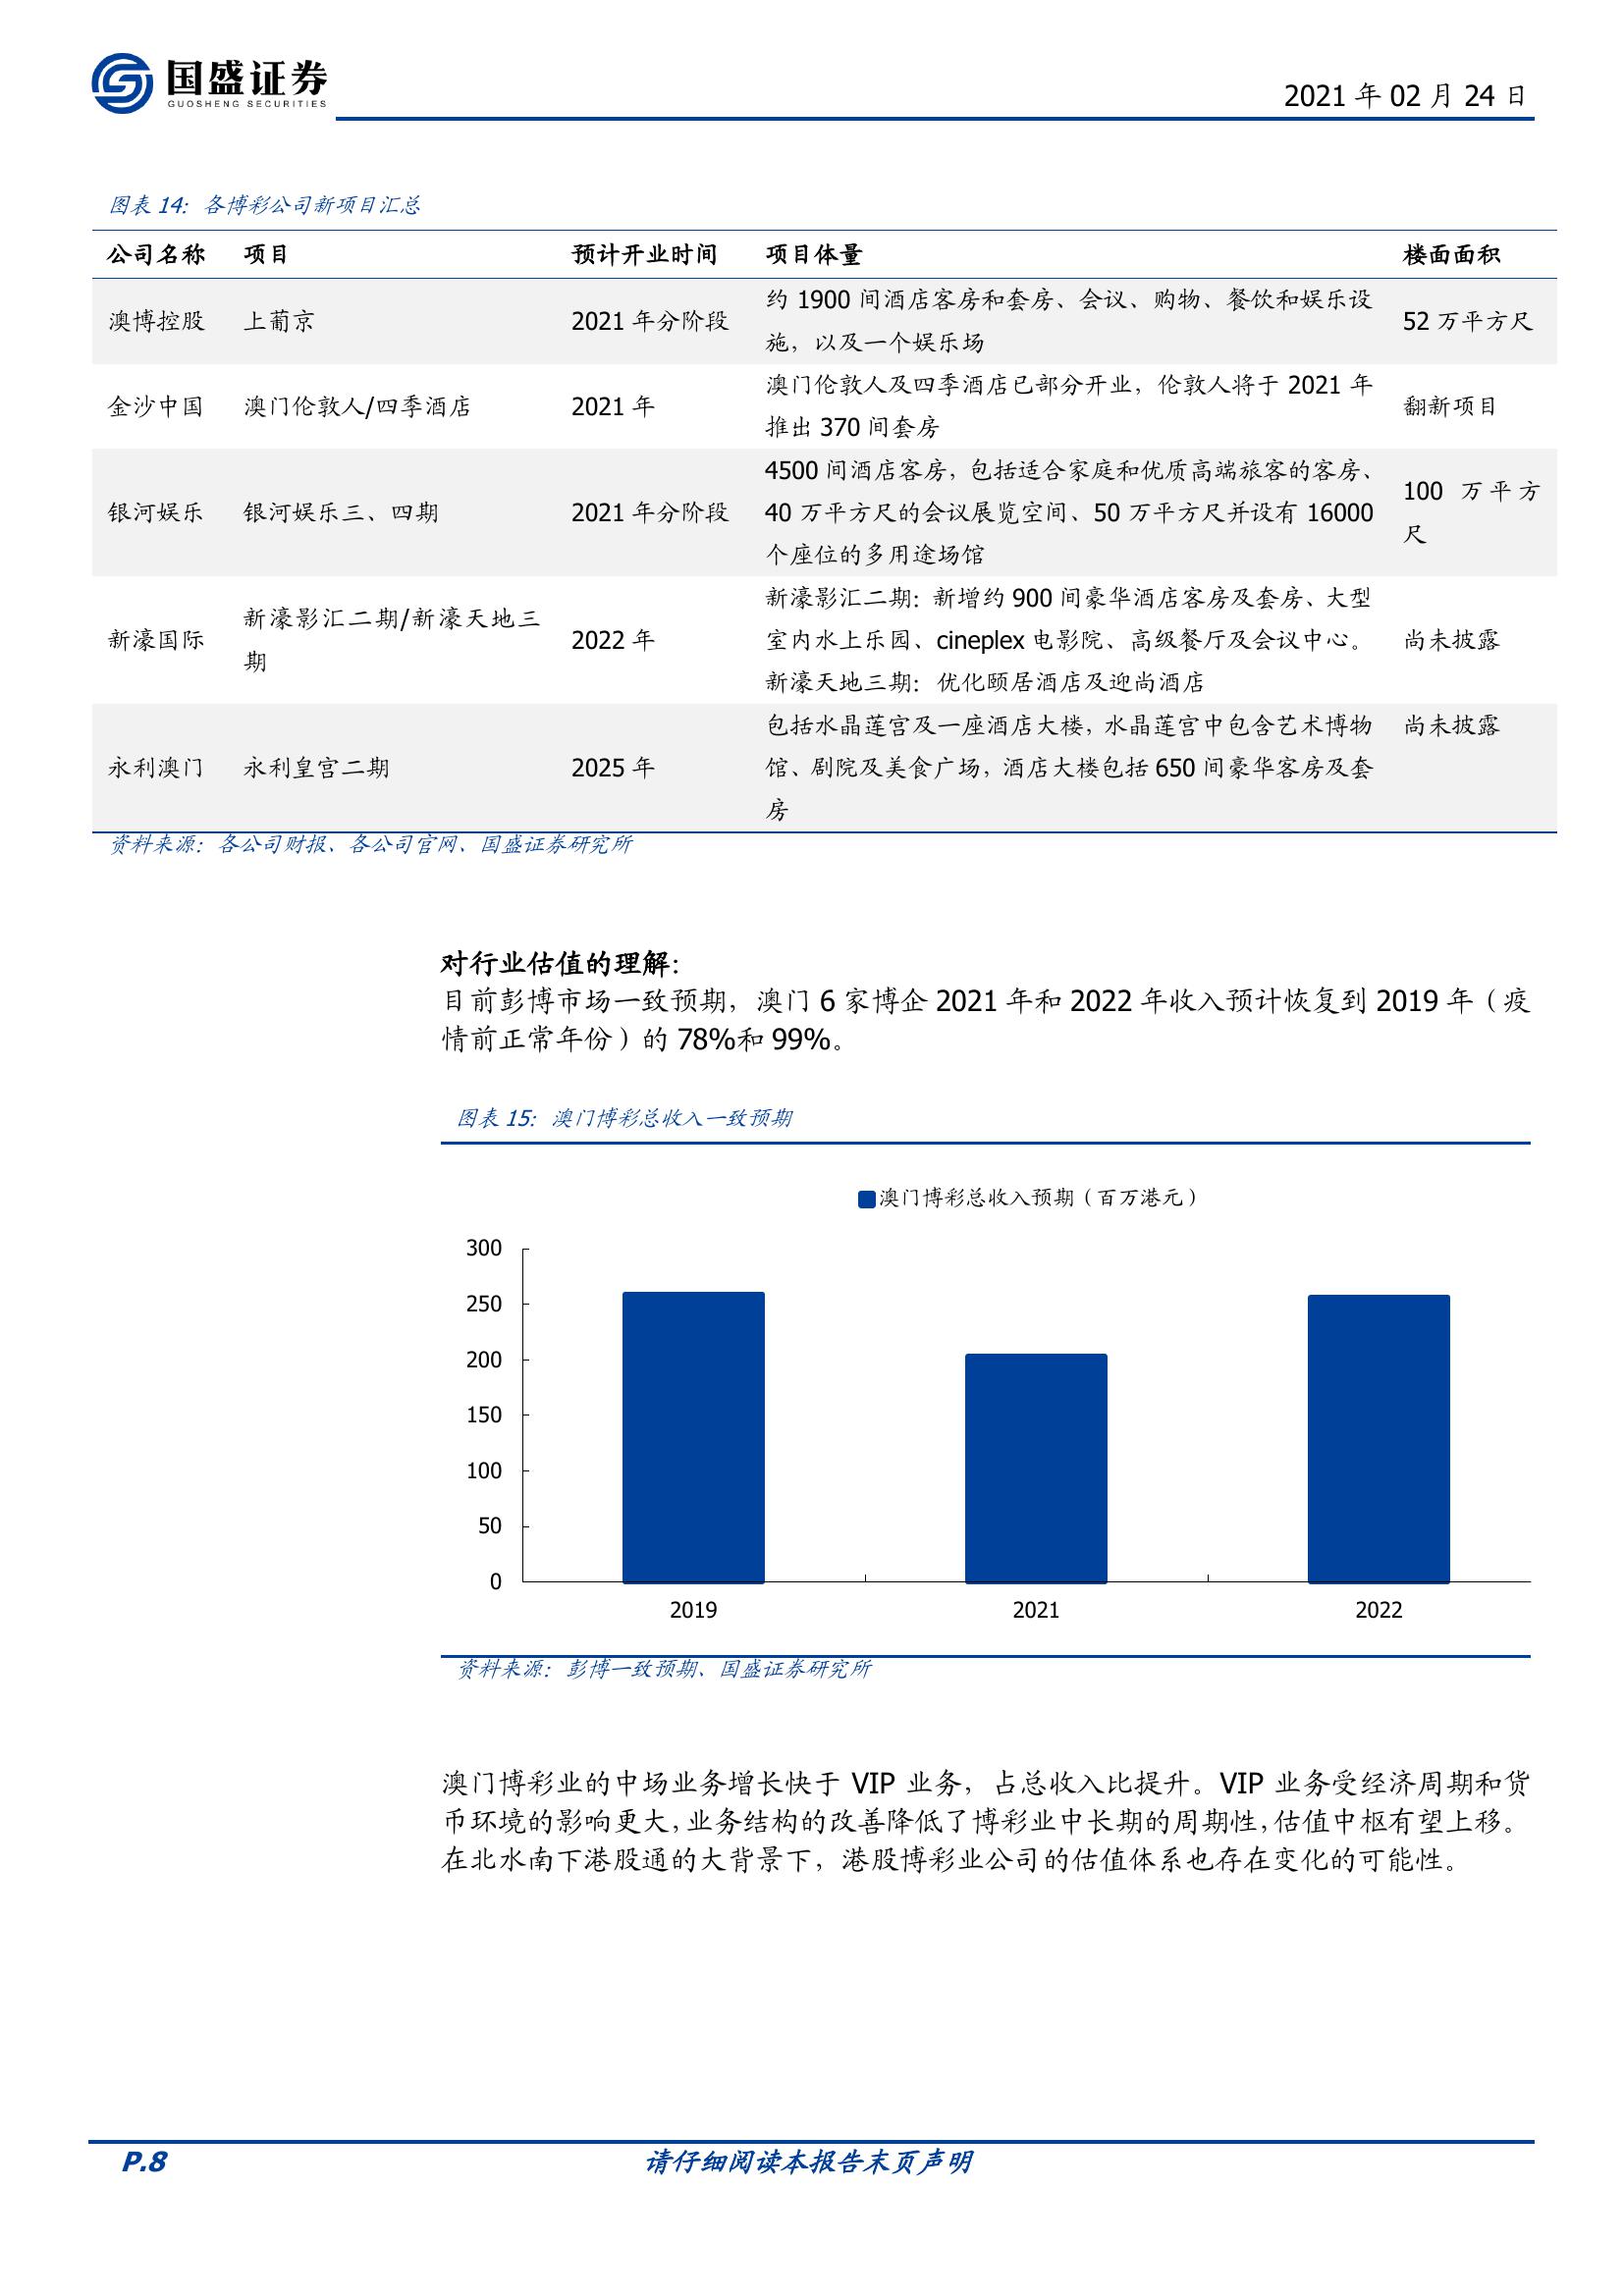 国盛证券
GUOSHENG SECURITIES
2021 年 02 月 24 日
图表 14：各博彩公司新项目汇总
公司名称 项目 预计开业时间 项目体量 楼面面积
澳博控股 上葡京 2021 年分阶段 约 1900 间酒店客房和套房、会议、购物、餐饮和娱乐设
施，以及一个娱乐场 52 万平方尺
金沙中国 澳门伦敦人/四季酒店 2021 年 澳门伦敦人及四季酒店已部分开业，伦敦人将于 2021 年
推出 370 间套房 翻新项目
银河娱乐 银河娱乐三、四期 2021 年分阶段 4500 间酒店客房，包括适合家庭和优质高端旅客的客房、
40 万平方尺的会议展览空间、50 万平方尺并设有 16000
个座位的多用途场馆 100 万平方
尺
新濠国际 新濠影汇二期/新濠天地三
期 2022 年 新濠影汇二期：新增约 900 间豪华酒店客房及套房、大型
室内水上乐园、cineplex 电影院、高级餐厅及会议中心。
新濠天地三期：优化颐居酒店及迎尚酒店 尚未披露
永利澳门 永利皇宫二期 2025 年 包括水晶莲宫及一座酒店大楼，水晶莲宫中包含艺术博物
馆、剧院及美食广场，酒店大楼包括 650 间豪华客房及套
房 尚未披露
资料来源：各公司财报、各公司官网、国盛证券研究所
对行业估值的理解：
目前彭博市场一致预期，澳门 6 家博企 2021 年和 2022 年收入预计恢复到 2019 年（疫
情前正常年份）的 78%和 99%。
图表 15：澳门博彩总收入一致预期
澳门博彩总收入预期（百万港元）
300
250
200
150
100
50
0
2019 2021 2022
资料来源：彭博一致预期、国盛证券研究所
澳门博彩业的中场业务增长快于 VIP 业务，占总收入比提升。VIP 业务受经济周期和货
币环境的影响更大，业务结构的改善降低了博彩业中长期的周期性，估值中枢有望上移。
在北水南下港股通的大背景下，港股博彩业公司的估值体系也存在变化的可能性。
P.8 请仔细阅读本报告末页声明